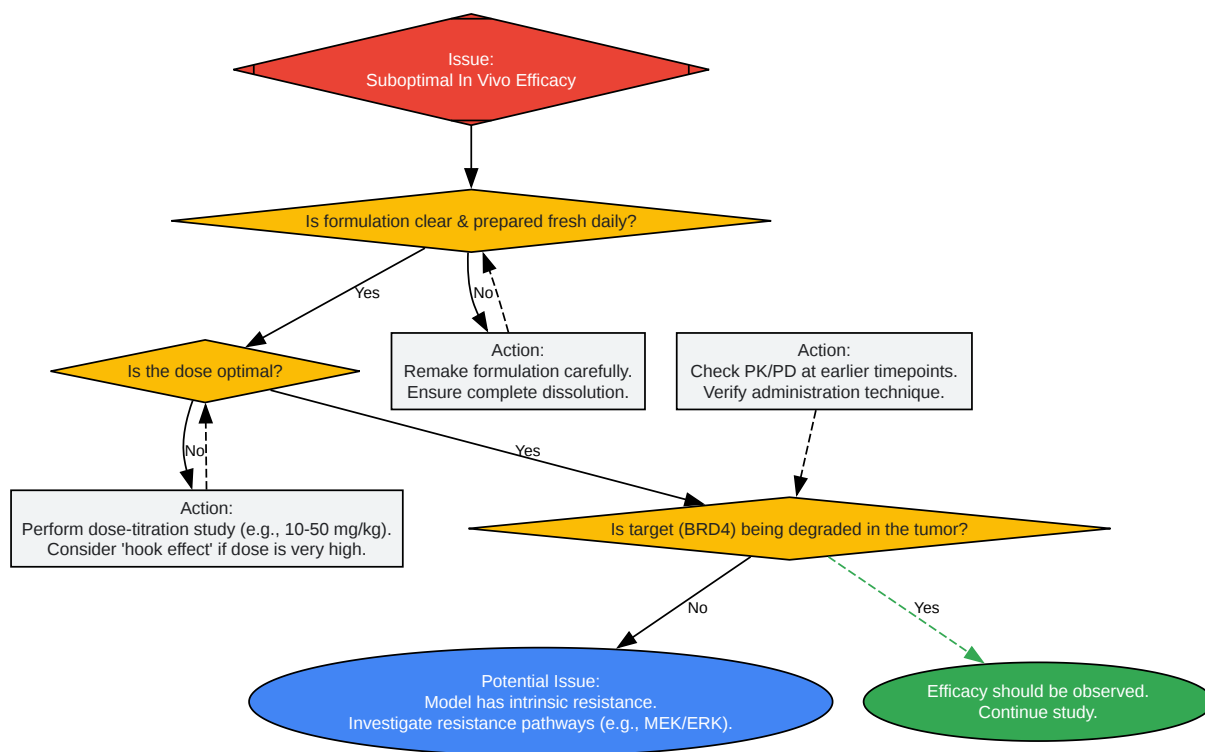 Issue:
Suboptimal In Vivo Efficacy
Is formulation clear & prepared fresh daily?
Yes
No
Action:
Remake formulation carefully.
Ensure complete dissolution.
Action:
Check PK/PD at earlier timepoints.
Verify administration technique.
Is the dose optimal?
No
Yes
Action:
Perform dose-titration study (e.g., 10-50 mg/kg).
Consider 'hook effect' if dose is very high.
Is target (BRD4) being degraded in the tumor?
No
Yes
Potential Issue:
Model has intrinsic resistance.
Investigate resistance pathways (e.g., MEK/ERK).
Efficacy should be observed.
Continue study.